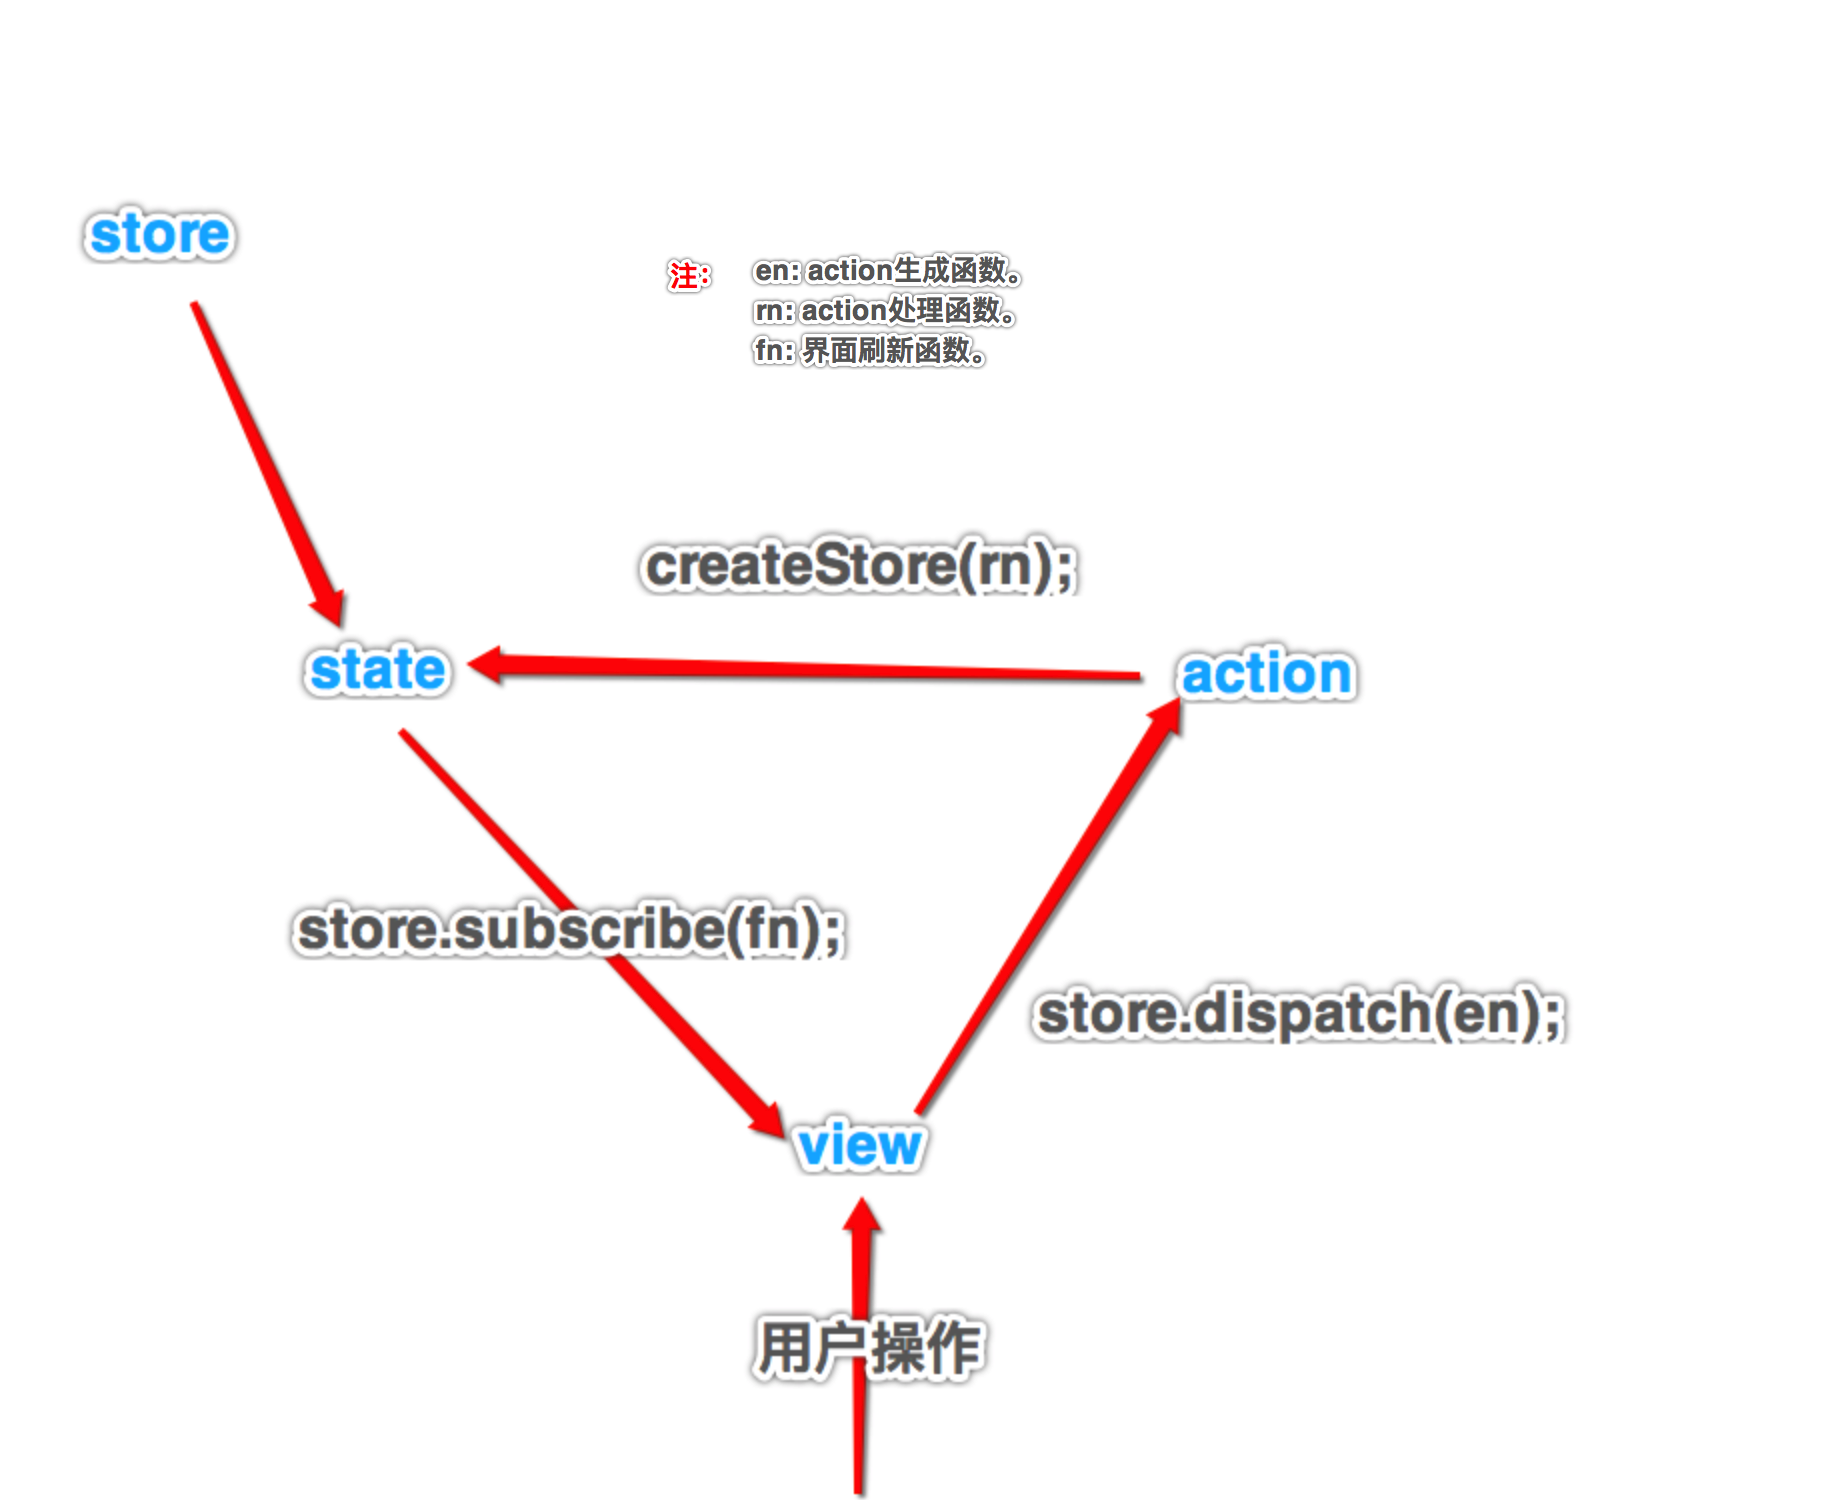 store
注: en: action生成函数。
rn: action处理函数。
fn: 界面刷新函数。
createStore(rn);
state
action
store.subscribe(fn);
store.dispatch(en);
view
用户操作